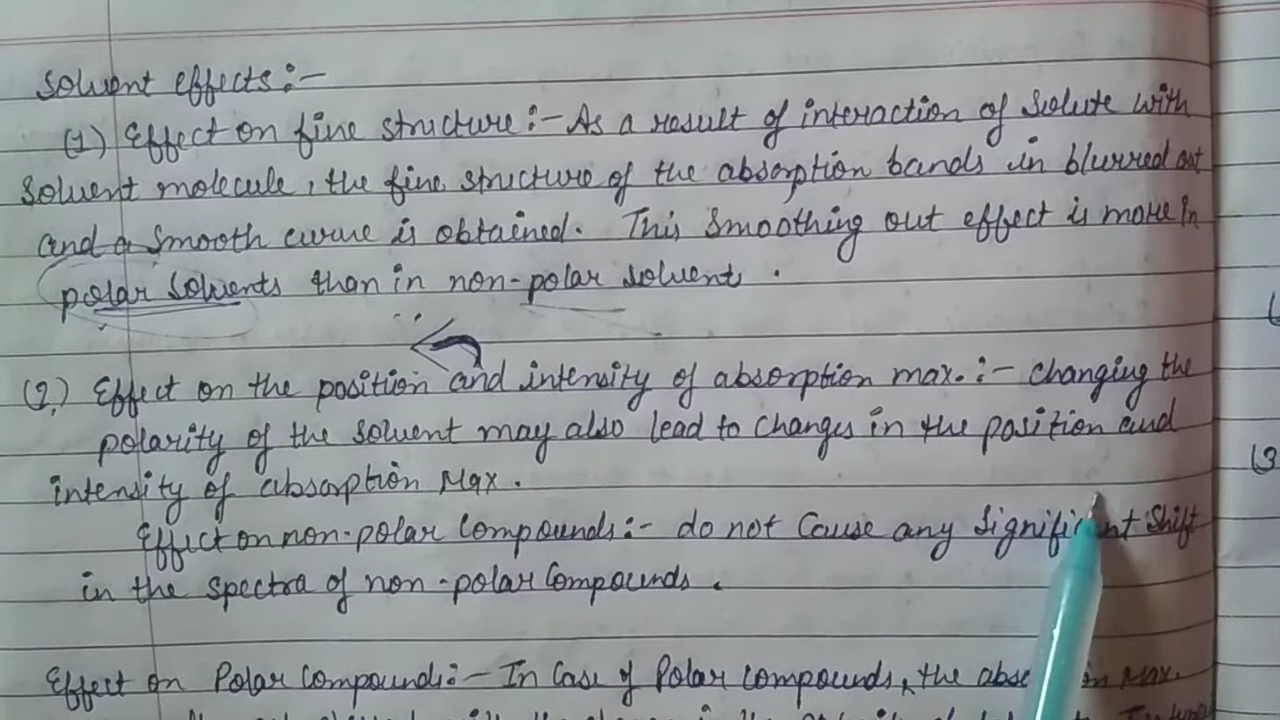 Solvent effects:-
(1) Effect on fine structure:- As a result of interaction of solute with
solvent molecule, the fine structure of the absorption bands in blurred out
and a smooth curve is obtained. This smoothing out effect is more in
polar solvents than in non-polar solvent.
(2.) Effect on the position and intensity of absorption max.:- changing the
polarity of the solvent may also lead to changes in the position and
intensity of absorption Max.
Effect on non-polar Compounds:- do not cause any significant shift
in the spectra of non-polar Compounds.
(3
Effect on Polar Compounds:- In Case of Polar compounds, the Max.